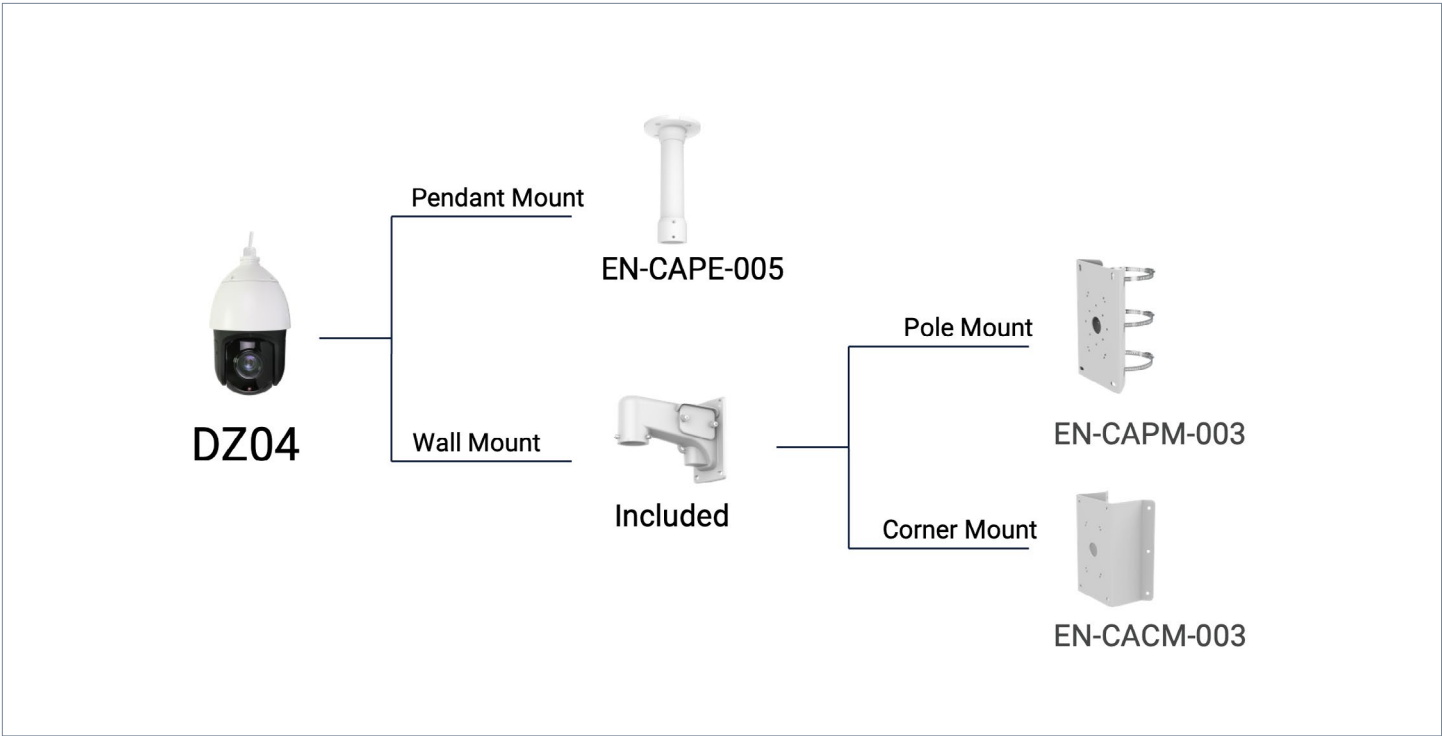 Pendant Mount
EN-CAPE-005
DZ04
Wall Mount
Included
Pole Mount
EN-CAPM-003
Corner Mount
EN-CACM-003